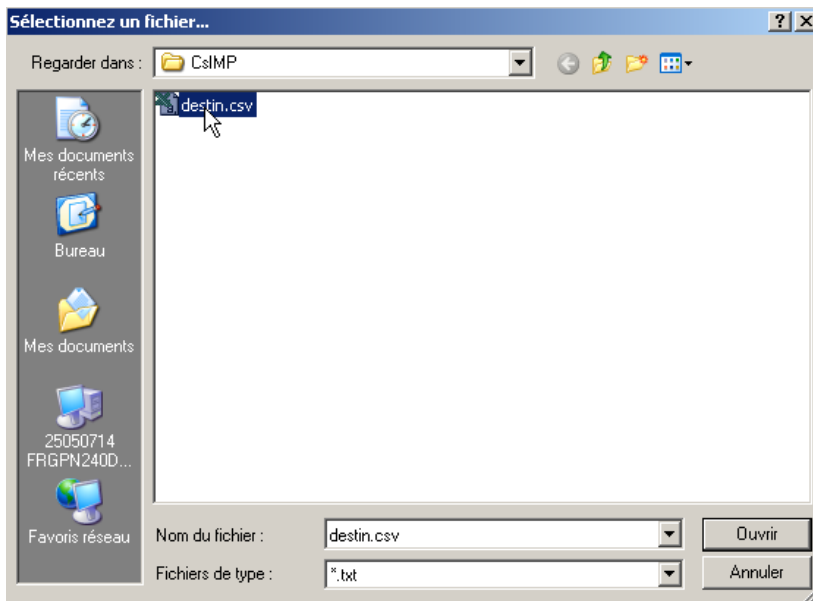 Sélectionnez un fichier...
Regarder dans :
CsIMP
destin.csv
Mes documents
récents
Bureau
Mes documents
25050714
FRGPN240D...
Favoris réseau
Nom du fichier :
destin.csv
Ouvrir
Fichiers de type :
*.txt
Annuler